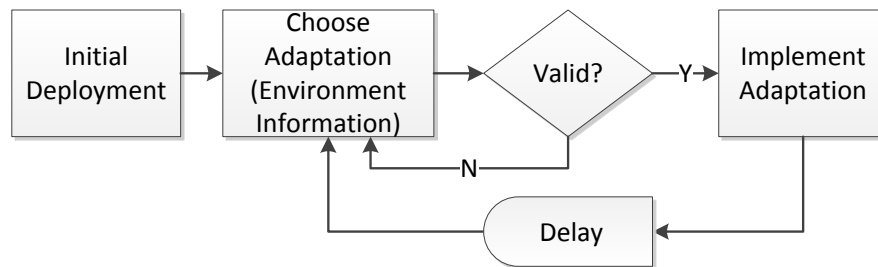 Initial
Deployment
Choose
Adaptation
(Environment
Information)
Valid?
Y
Implement
Adaptation
N
Delay